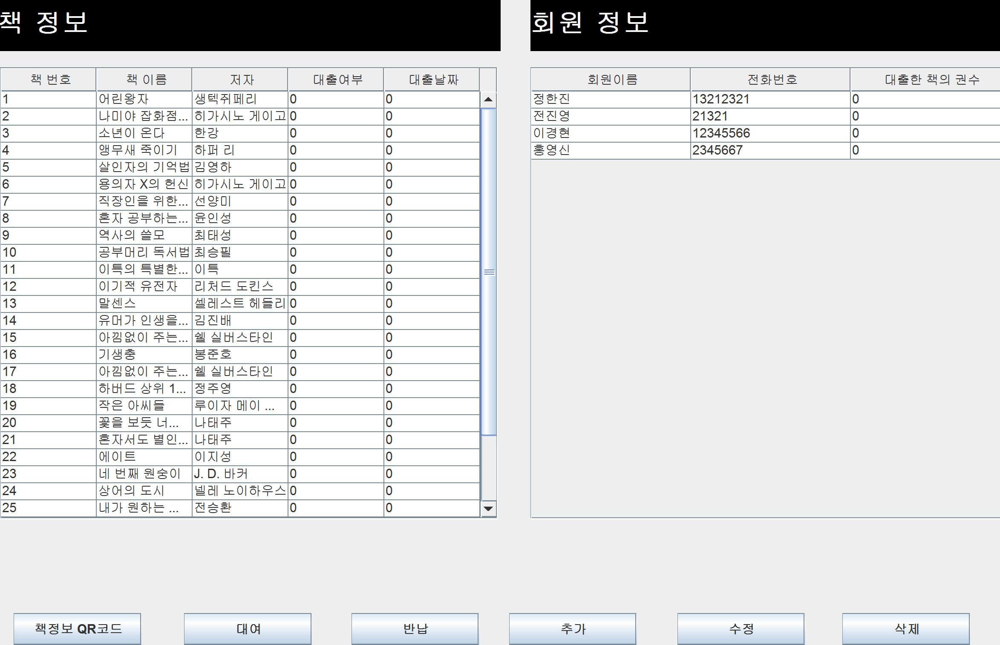 책 정보
회원 정보
책 번호 책 이름 저자 대출여부 대출날짜
1 어린왕자 생텍쥐페리 0 0
2 나미야 잡화점... 히가시노 게이고 0 0
3 소년이 온다 한강 0 0
4 앵무새 죽이기 하퍼 리 0 0
5 살인자의 기억법 김영하 0 0
6 용의자 X의 헌신 히가시노 게이고 0 0
7 직장인을 위한... 선양미 0 0
8 혼자 공부하는... 윤인성 0 0
9 역사의 쓸모 최태성 0 0
10 공부머리 독서법 최승필 0 0
11 이특의 특별한... 이특 0 0
12 이기적 유전자 리처드 도킨스 0 0
13 말센스 셀레스트 헤들리 0 0
14 유머가 인생을... 김진배 0 0
15 아낌없이 주는... 쉘 실버스타인 0 0
16 기생충 봉준호 0 0
17 아낌없이 주는... 쉘 실버스타인 0 0
18 하버드 상위 1... 정주영 0 0
19 작은 아씨들 루이자 메이 ... 0 0
20 꽃을 보듯 너... 나태주 0 0
21 혼자서도 별인... 나태주 0 0
22 에이트 이지성 0 0
23 네 번째 원숭이 J. D. 바커 0 0
24 상어의 도시 넬레 노이하우스 0 0
25 내가 원하는 ... 전승환 0 0
회원이름 전화번호 대출한 책의 권수
정한진 13212321 0
전진영 21321 0
이경현 12345566 0
홍영신 2345667 0
책정보 QR코드 대여 반납 추가 수정 삭제